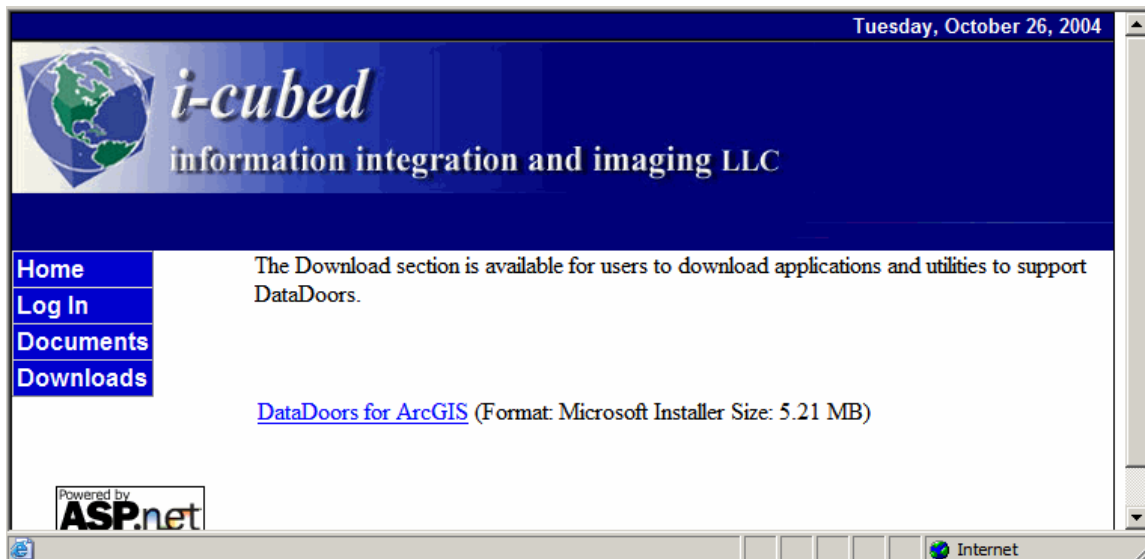 Tuesday, October 26, 2004
i-cubed
information integration and imaging LLC
Home
Log In
Documents
Downloads
The Download section is available for users to download applications and utilities to support
DataDoors.
DataDoors for ArcGIS (Format: Microsoft Installer Size: 5.21 MB)
Powered by
ASP.net
Internet